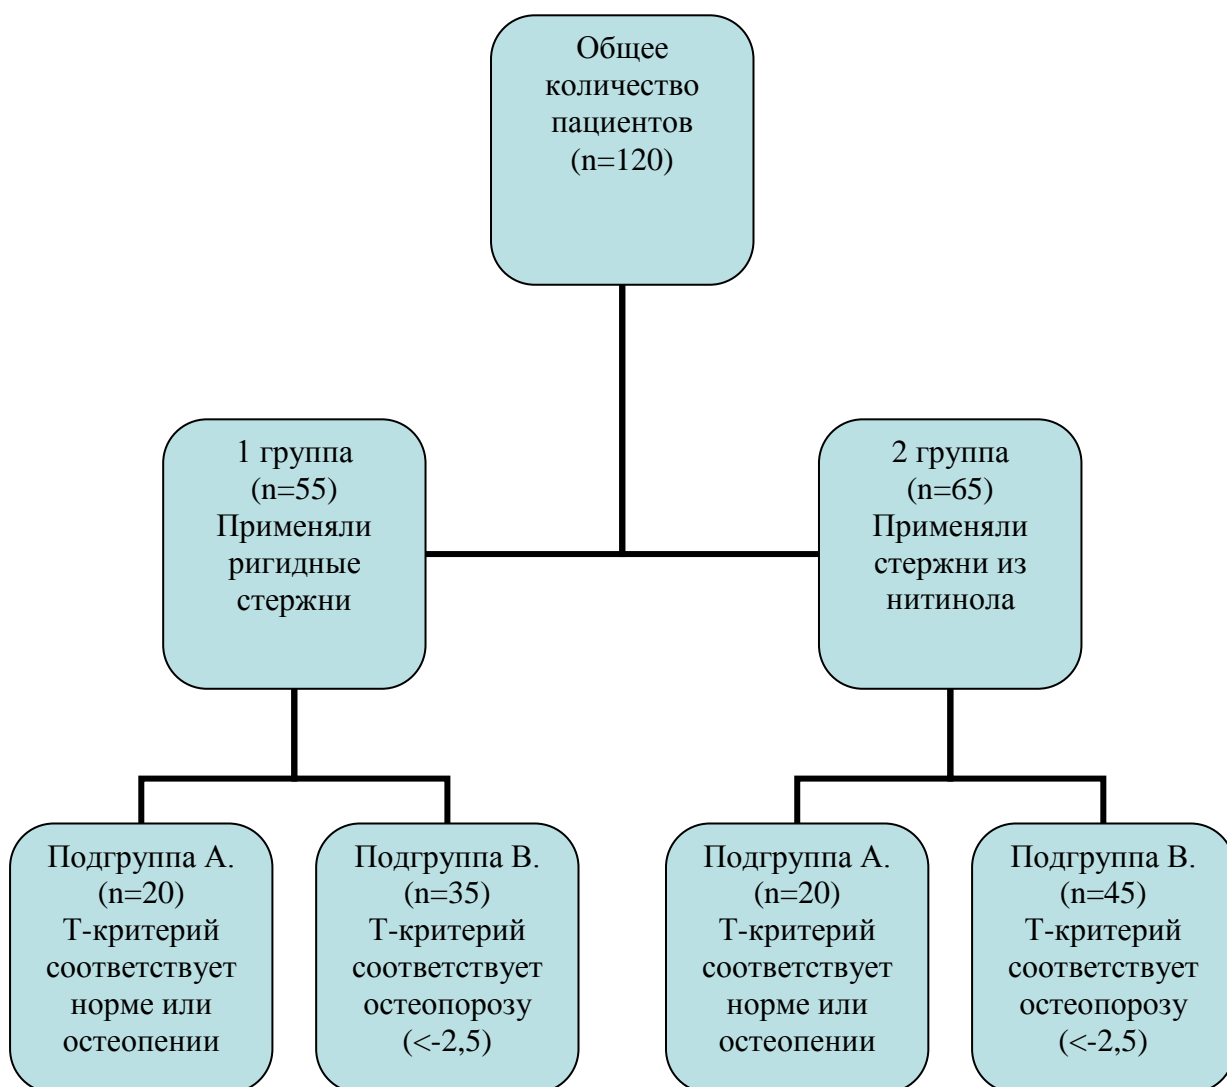 Общее
количество
пациентов
(n=120)
1 группа
(n=55)
Применяли
ригидные
стержни
2 группа
(n=65)
Применяли
стержни из
нитинола
Подгруппа А.
(n=20)
Т-критерий
соответствует
норме или
остеопении
Подгруппа В.
(n=35)
Т-критерий
соответствует
остеопорозу
(<-2,5)
Подгруппа А.
(n=20)
Т-критерий
соответствует
норме или
остеопении
Подгруппа В.
(n=45)
Т-критерий
соответствует
остеопорозу
(<-2,5)